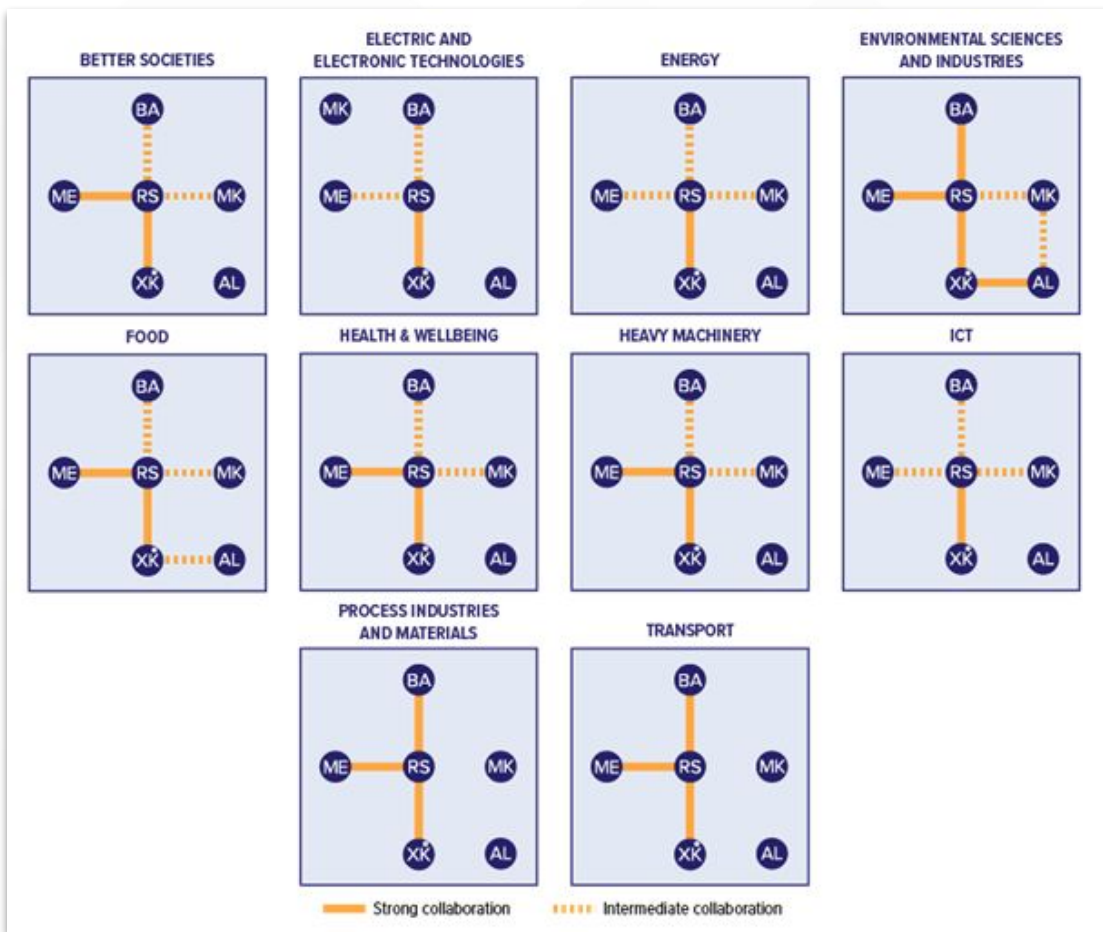 BETTER SOCIETIES
ELECTRIC AND
ELECTRONIC TECHNOLOGIES
ENERGY
ENVIRONMENTAL SCIENCES
AND INDUSTRIES
BA
ME RS MK
XK* AL
MK BA
ME RS
XK* AL
BA
ME RS MK
XK* AL
BA
ME RS MK
XK* AL
FOOD
HEALTH & WELLBEING
HEAVY MACHINERY
ICT
BA
ME RS MK
XK* AL
BA
ME RS MK
XK* AL
BA
ME RS MK
XK* AL
BA
ME RS MK
XK* AL
PROCESS INDUSTRIES
AND MATERIALS
TRANSPORT
BA
ME RS MK
XK* AL
BA
ME RS MK
XK* AL
Strong collaboration
Intermediate collaboration